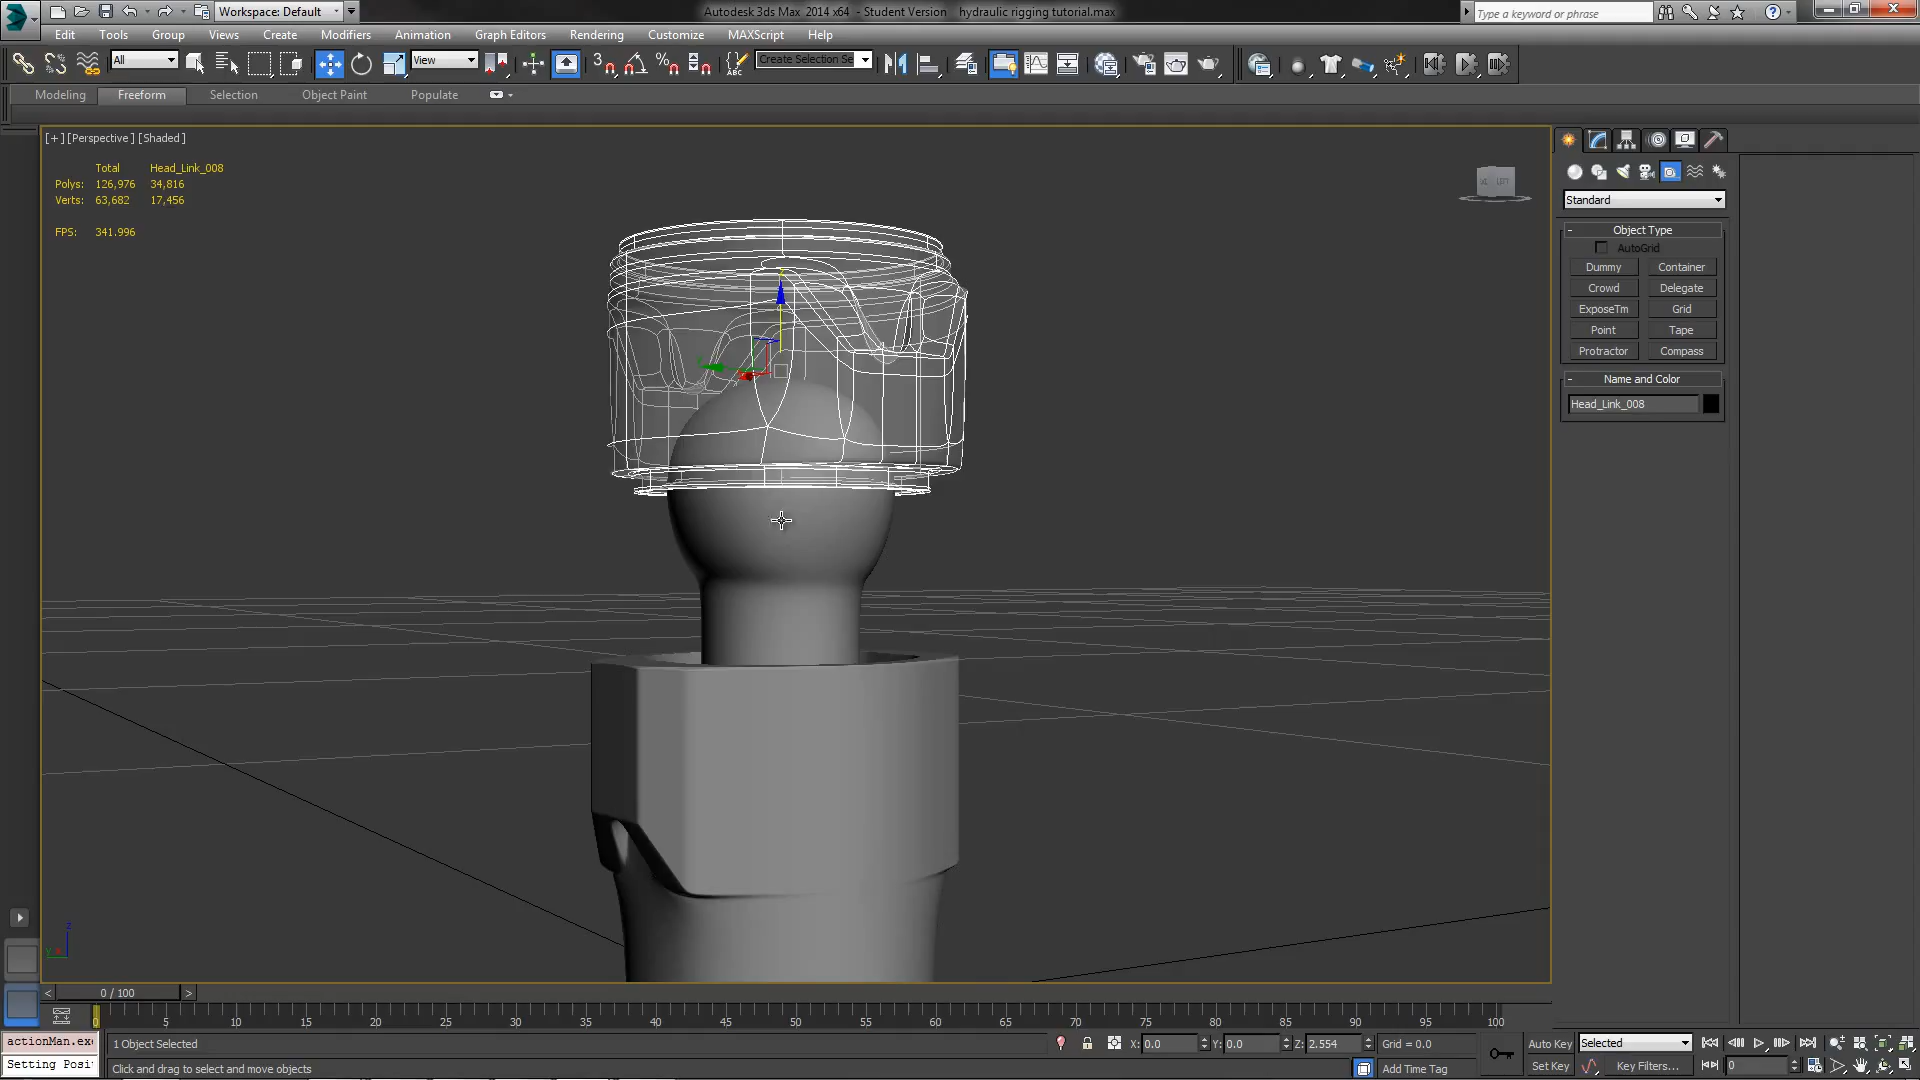 Workspace: Default
Autodesk 3ds Max 2014 x64 - Student Version hydraulic rigging tutorial.max
Type a keyword or phrase
Edit Tools Group Views Create Modifiers Animation Graph Editors Rendering Customize MAXScript Help
All View 3 Create Selection Se
Modeling Freeform Selection Object Paint Populate
[+] [Perspective] [Shaded]
Total Head_Link_008
Polys: 126,976 34,816
Verts: 63,682 17,456
FPS: 341.996
LEFT
Standard
- Object Type
AutoGrid
Dummy Container
Crowd Delegate
ExposeTm Grid
Point Tape
Protractor Compass
- Name and Color
Head_Link_008
z
y x
< 0 / 100 >
0 5 10 15 20 25 30 35 40 45 50 55 60 65 70 75 80 85 90 95 100
actionMan.exe 1 Object Selected X: 0.0 Y: 0.0 Z: 2.554 Grid = 0.0 Auto Key Selected
Setting Posi Click and drag to select and move objects Add Time Tag Set Key Key Filters... 0